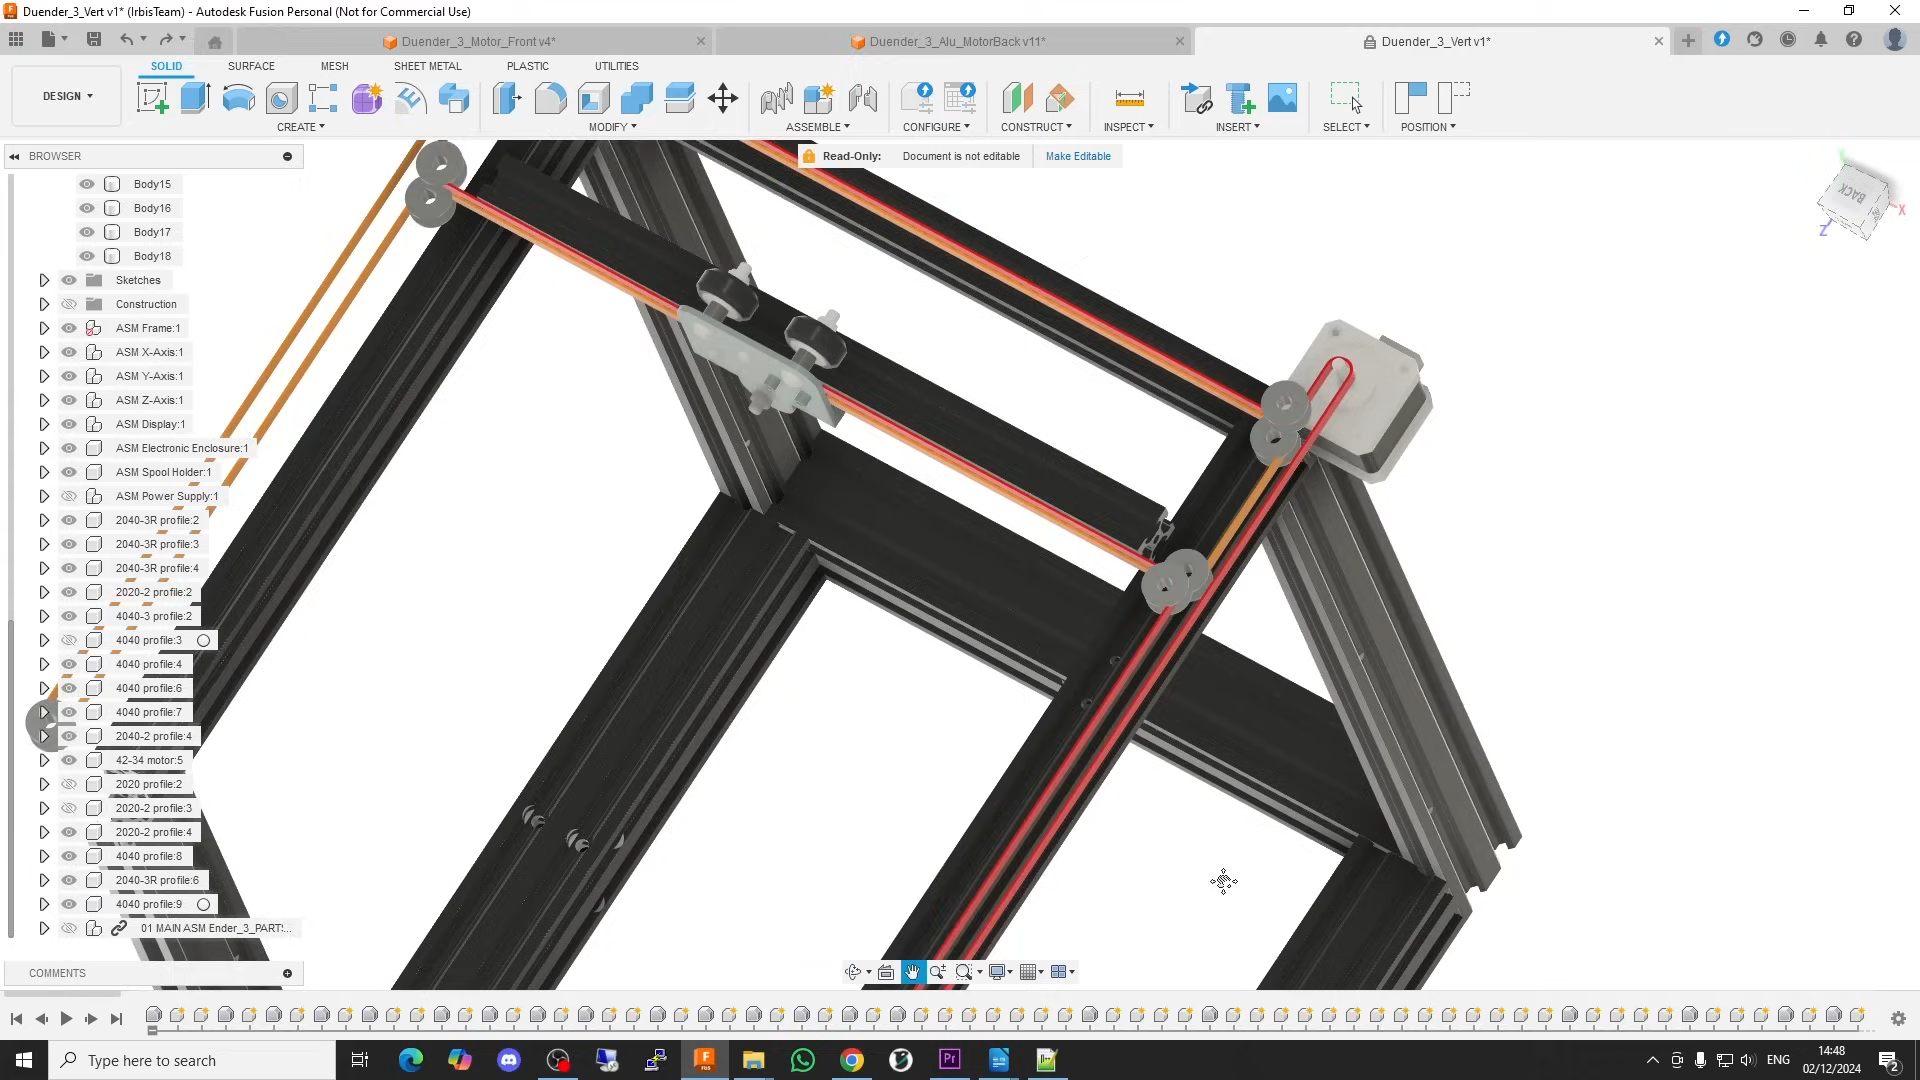 Duender_3_Vert v1* (IrbisTeam) - Autodesk Fusion Personal (Not for Commercial Use)
Duender_3_Motor_Front v4*
Duender_3_Alu_MotorBack v11*
Duender_3_Vert v1*
SOLID SURFACE MESH SHEET METAL PLASTIC UTILITIES
DESIGN
CREATE MODIFY ASSEMBLE CONFIGURE CONSTRUCT INSPECT INSERT SELECT POSITION
BROWSER
Read-Only: Document is not editable Make Editable
BACK
X
Z
Body15
Body16
Body17
Body18
Sketches
Construction
ASM Frame:1
ASM X-Axis:1
ASM Y-Axis:1
ASM Z-Axis:1
ASM Display:1
ASM Electronic Enclosure:1
ASM Spool Holder:1
ASM Power Supply:1
2040-3R profile:2
2040-3R profile:3
2040-3R profile:4
2020-2 profile:2
4040-3 profile:2
4040 profile:3
4040 profile:4
4040 profile:6
4040 profile:7
2040-2 profile:4
42-34 motor:5
2020 profile:2
2020-2 profile:3
2020-2 profile:4
4040 profile:8
2040-3R profile:6
4040 profile:9
01 MAIN ASM Ender_3_PART:...
COMMENTS
Type here to search
ENG
14:48
02/12/2024
2